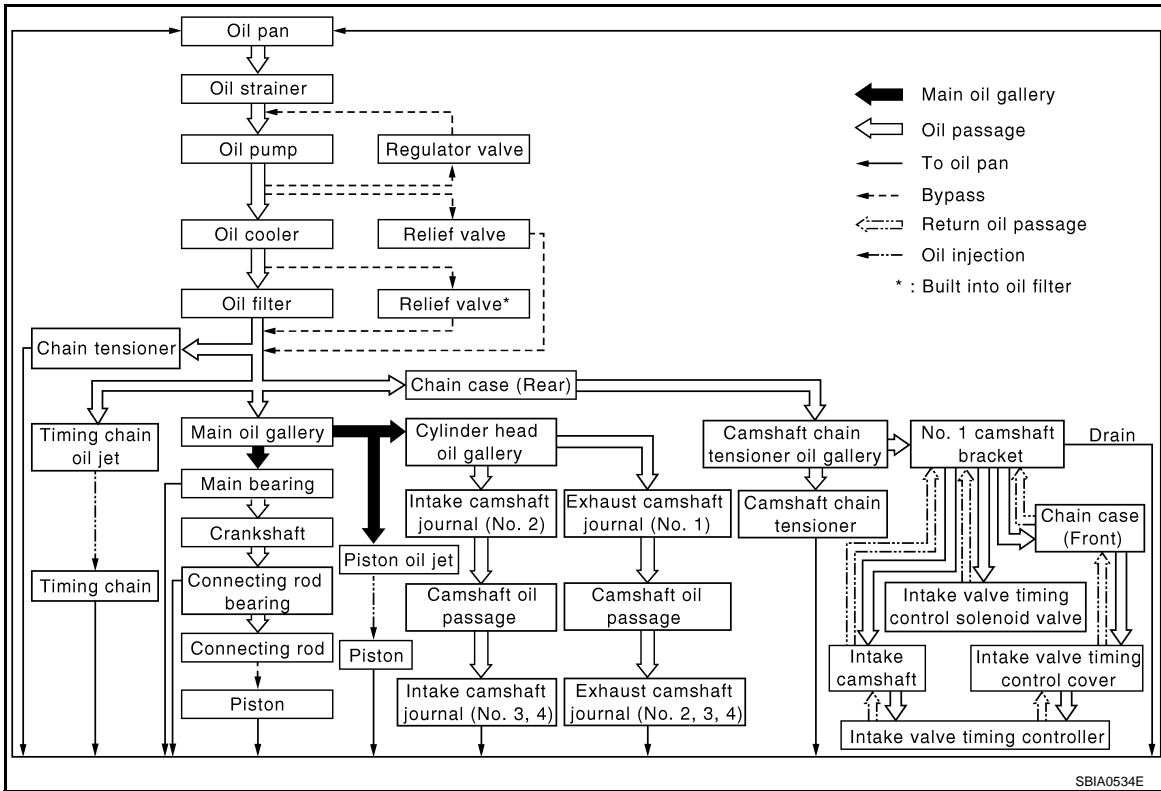 Oil pan
Oil strainer
Oil pump
Regulator valve
Oil cooler
Relief valve
Oil filter
Relief valve*
Main oil gallery
Oil passage
To oil pan
Bypass
Return oil passage
Oil injection
* : Built into oil filter
Chain tensioner
Chain case (Rear)
Timing chain
oil jet
Main oil gallery
Cylinder head
oil gallery
Camshaft chain
tensioner oil gallery
No. 1 camshaft
bracket
Drain
Main bearing
Intake camshaft
journal (No. 2)
Exhaust camshaft
journal (No. 1)
Camshaft chain
tensioner
Chain case
(Front)
Crankshaft
Piston oil jet
Timing chain
Connecting rod
bearing
Camshaft oil
passage
Camshaft oil
passage
Intake valve timing
control solenoid valve
Connecting rod
Piston
Intake
camshaft
Intake valve timing
control cover
Piston
Intake camshaft
journal (No. 3, 4)
Exhaust camshaft
journal (No. 2, 3, 4)
Intake valve timing controller
SBIA0534E